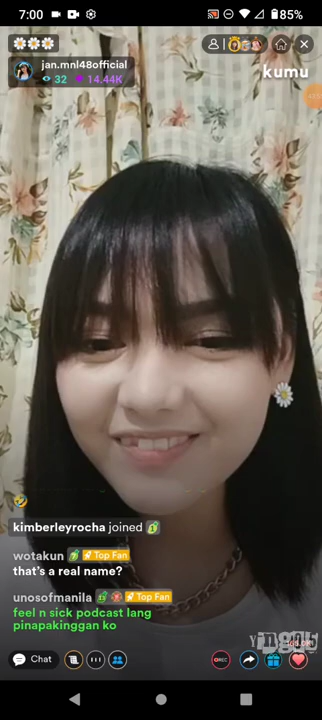 7:00
85%
jan.mnl48official
32 14.44K
kumu
kimberleyrocha joined
wotakun Top Fan
that's a real name?
unosofmanila Top Fan
feel n sick podcast lang
pinapakinggan ko
Chat
REC